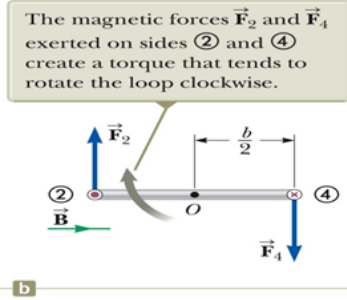 The magnetic forces F⃗₂ and F⃗₄
exerted on sides ② and ④
create a torque that tends to
rotate the loop clockwise.
F⃗₂
b/2
② ④
O
B⃗
F⃗₄
b